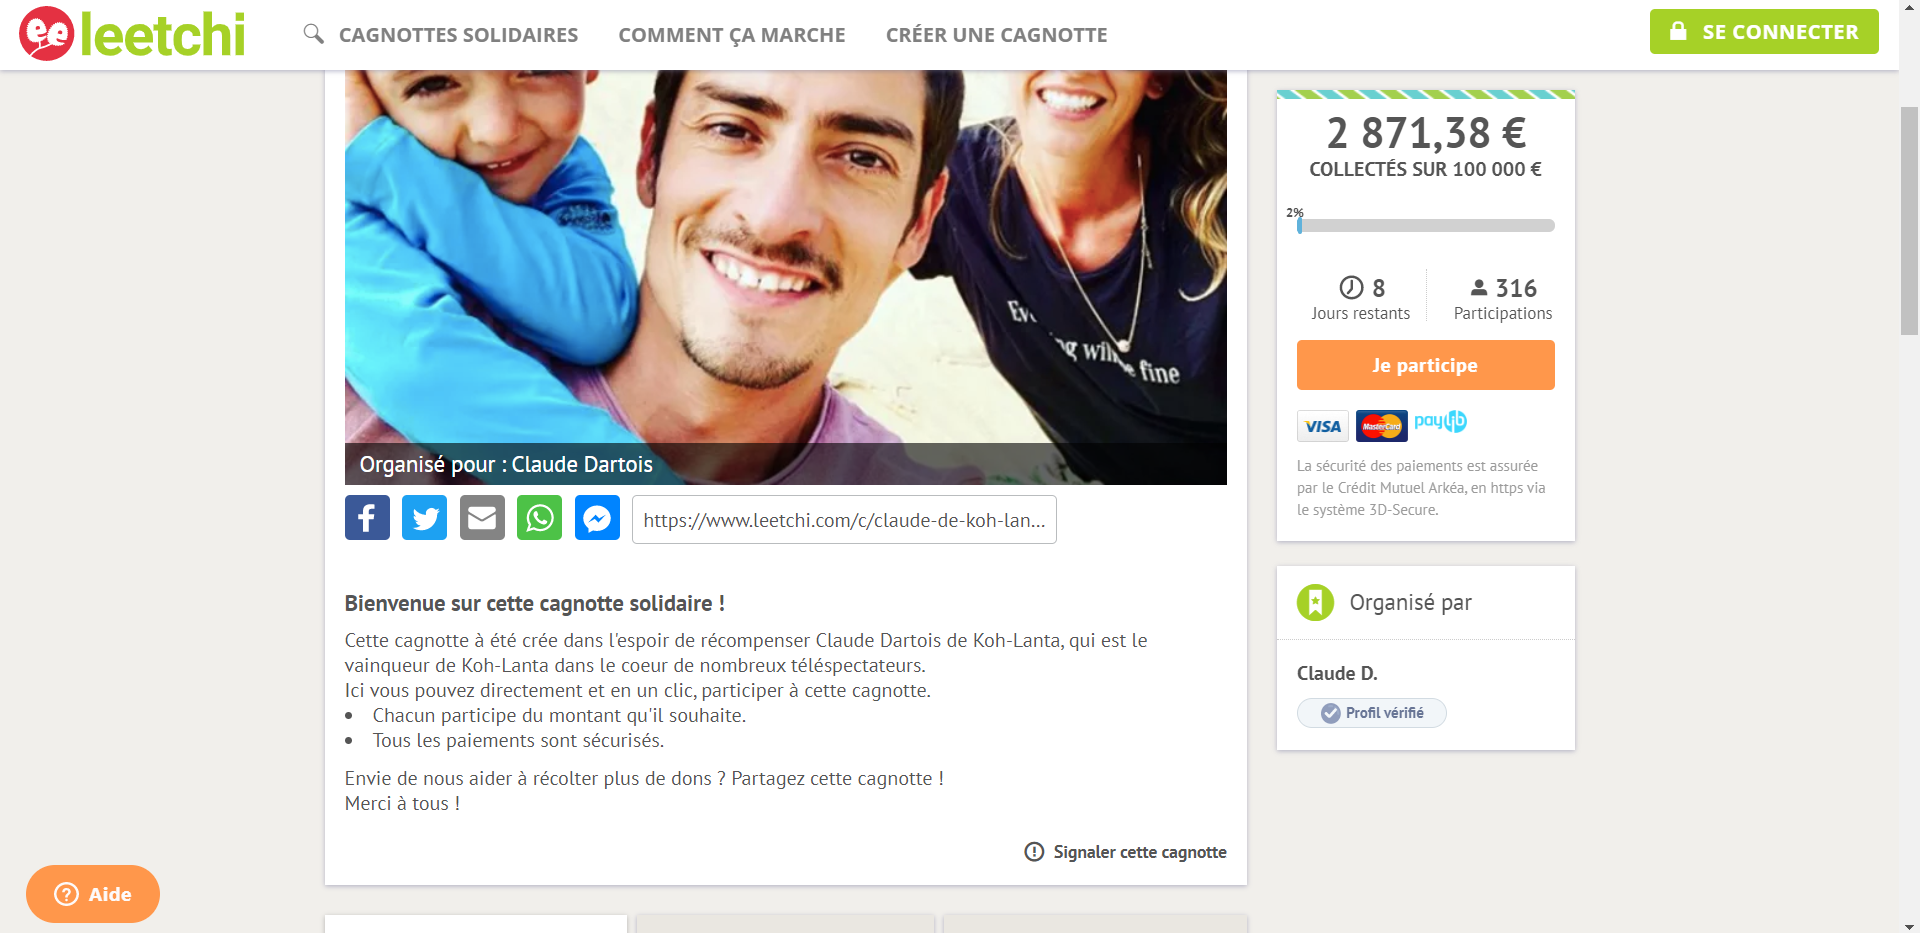 leetchi
CAGNOTTES SOLIDAIRES
COMMENT ÇA MARCHE
CRÉER UNE CAGNOTTE
SE CONNECTER
Organisé pour : Claude Dartois
https://www.leetchi.com/c/claude-de-koh-lan...
Bienvenue sur cette cagnotte solidaire !
Cette cagnotte à été crée dans l'espoir de récompenser Claude Dartois de Koh-Lanta, qui est le
vainqueur de Koh-Lanta dans le coeur de nombreux téléspectateurs.
Ici vous pouvez directement et en un clic, participer à cette cagnotte.
• Chacun participe du montant qu'il souhaite.
• Tous les paiements sont sécurisés.
Envie de nous aider à récolter plus de dons ? Partagez cette cagnotte !
Merci à tous !
Signaler cette cagnotte
Aide
2 871,38 €
COLLECTÉS SUR 100 000 €
2%
8
Jours restants
316
Participations
Je participe
VISA
MasterCard
paylib
La sécurité des paiements est assurée
par le Crédit Mutuel Arkéa, en https via
le système 3D-Secure.
Organisé par
Claude D.
Profil vérifié
fine